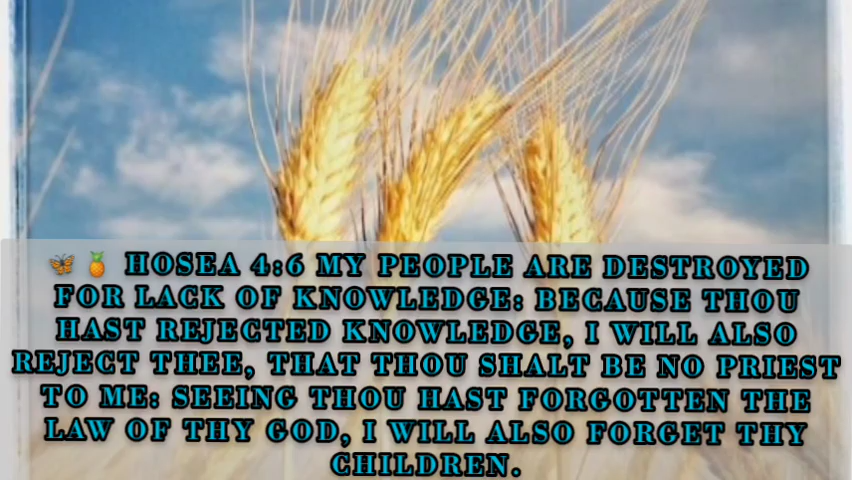 🦋🍍 HOSEA 4:6 MY PEOPLE ARE DESTROYED
FOR LACK OF KNOWLEDGE: BECAUSE THOU
HAST REJECTED KNOWLEDGE, I WILL ALSO
REJECT THEE, THAT THOU SHALT BE NO PRIEST
TO ME: SEEING THOU HAST FORGOTTEN THE
LAW OF THY GOD, I WILL ALSO FORGET THY
CHILDREN.